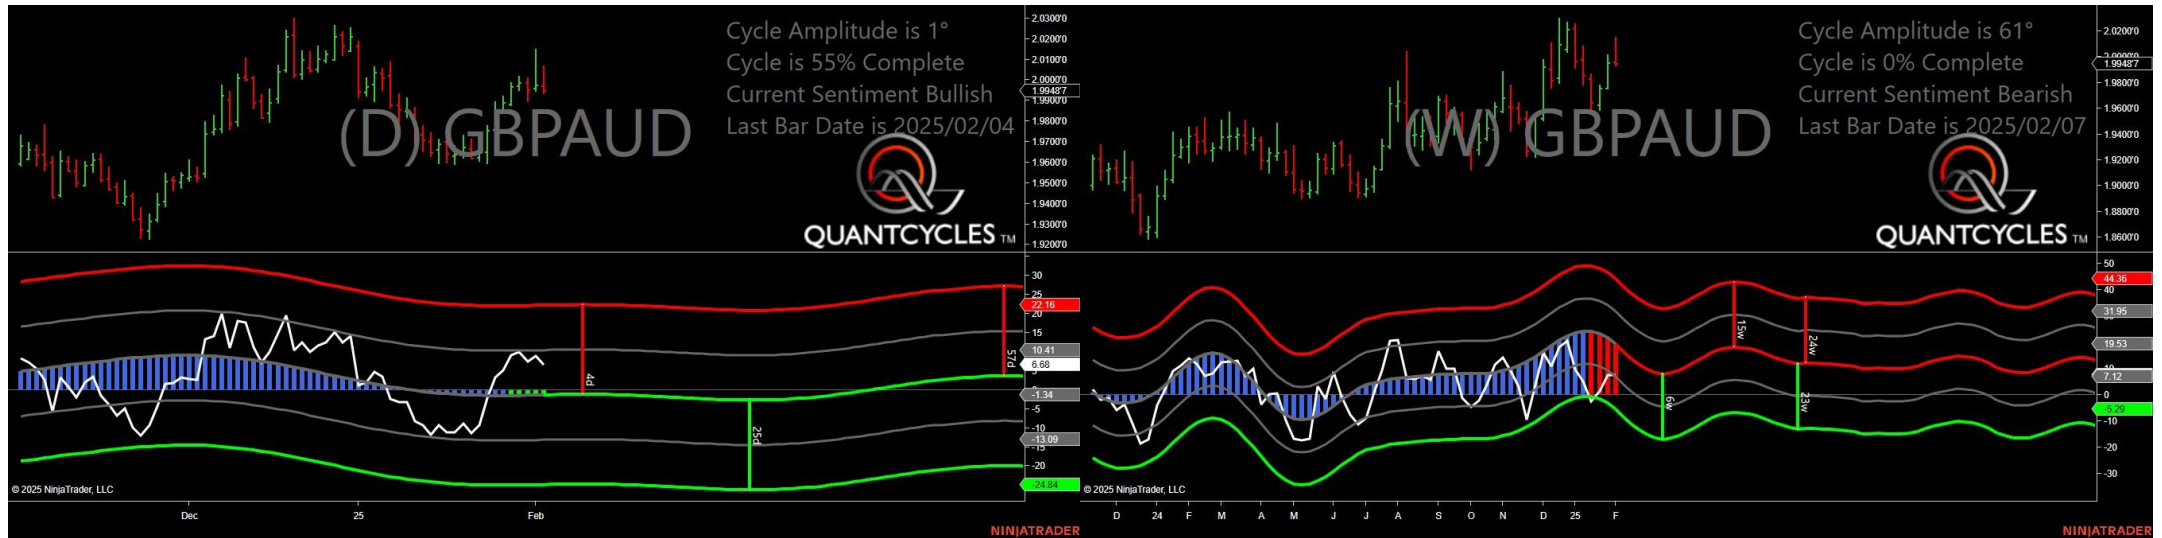 Cycle Amplitude is 1°
Cycle is 55% Complete
Current Sentiment Bullish
Last Bar Date is 2025/02/04
(D) GBPAUD
QUANTCYCLES TM
2.0300'0
2.0200'0
2.0100'0
2.0000'0
1.9948'7
1.9900'0
1.9800'0
1.9700'0
1.9600'0
1.9500'0
1.9400'0
1.9300'0
1.9200'0
30
25
22.16
20
15
10.41
6.68
0
-1.34
-5
-10
-13.09
-15
-20
-24.84
4d
25d
57d
© 2025 NinjaTrader, LLC
Dec
25
Feb
NINJATRADER
Cycle Amplitude is 61°
Cycle is 0% Complete
Current Sentiment Bearish
Last Bar Date is 2025/02/07
(W) GBPAUD
QUANTCYCLES TM
2.0200'0
2.0000'0
1.9948'7
1.9800'0
1.9600'0
1.9400'0
1.9200'0
1.9000'0
1.8800'0
1.8600'0
50
44.36
40
31.95
19.53
7.12
0
-5.29
-10
-20
-30
6w
15w
23w
24w
© 2025 NinjaTrader, LLC
D 24 F M A M J J A S O N D 25 F
NINJATRADER